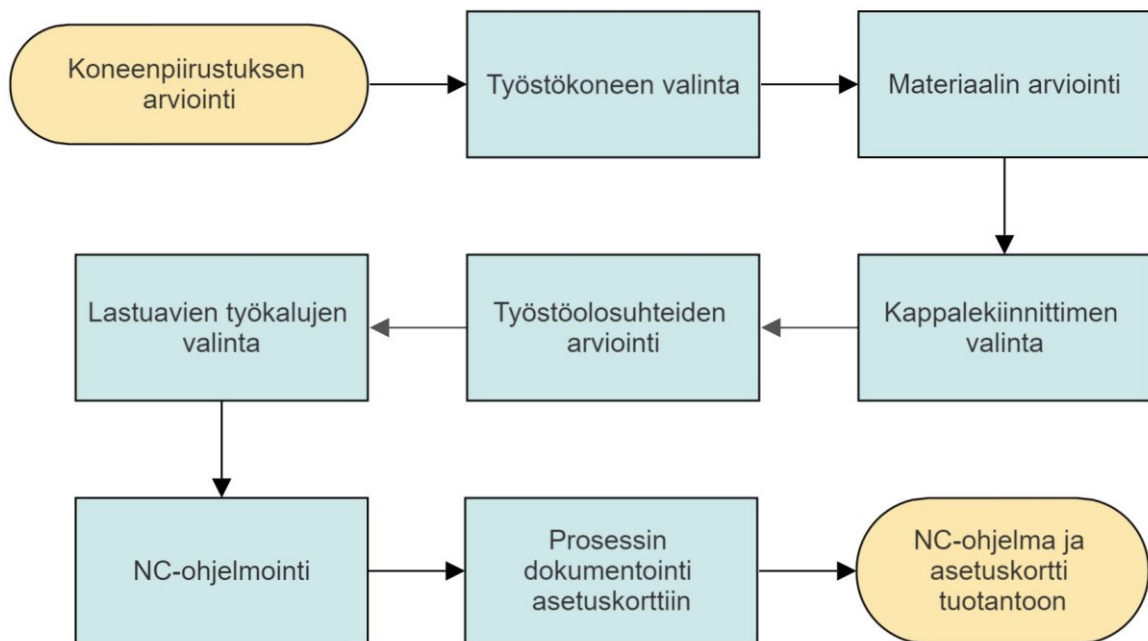 Koneenpiirustuksen
arviointi
Työstökoneen valinta
Materiaalin arviointi
Kappalekiinnittimen
valinta
Työstöolosuhteiden
arviointi
Lastuavien työkalujen
valinta
NC-ohjelmointi
Prosessin
dokumentointi
asetuskorttiin
NC-ohjelma ja
asetuskortti
tuotantoon